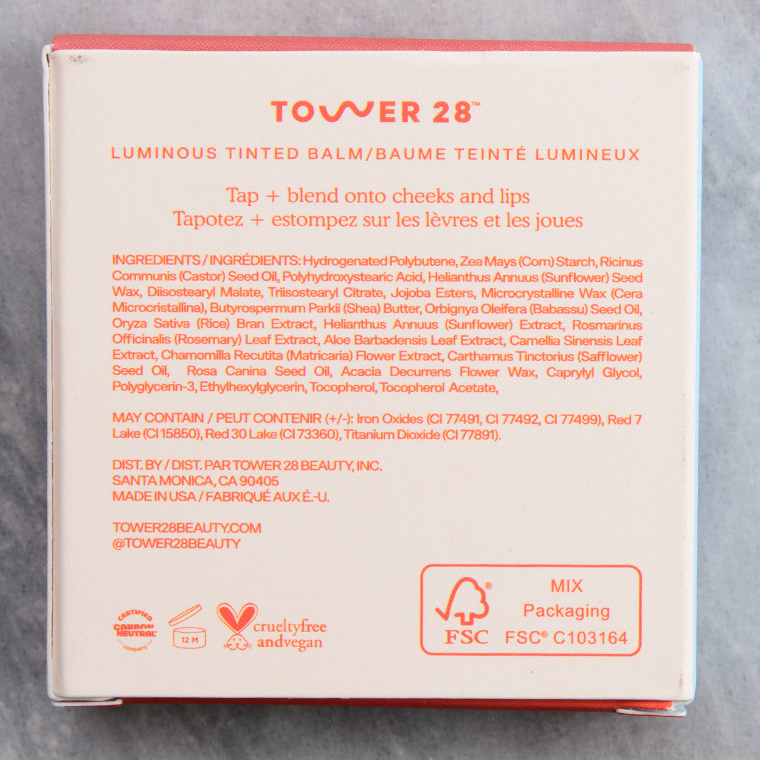 TOWER 28™
LUMINOUS TINTED BALM/BAUME TEINTÉ LUMINEUX
Tap + blend onto cheeks and lips
Tapotez + estompez sur les lèvres et les joues
INGREDIENTS / INGRÉDIENTS: Hydrogenated Polybutene, Zea Mays (Corn) Starch, Ricinus
Communis (Castor) Seed Oil, Polyhydroxystearic Acid, Helianthus Annuus (Sunflower) Seed
Wax, Diisostearyl Malate, Triisostearyl Citrate, Jojoba Esters, Microcrystalline Wax (Cera
Microcristallina), Butyrospermum Parkii (Shea) Butter, Orbignya Oleifera (Babassu) Seed Oil,
Oryza Sativa (Rice) Bran Extract, Helianthus Annuus (Sunflower) Extract, Rosmarinus
Officinalis (Rosemary) Leaf Extract, Aloe Barbadensis Leaf Extract, Camellia Sinensis Leaf
Extract, Chamomilla Recutita (Matricaria) Flower Extract, Carthamus Tinctorius (Safflower)
Seed Oil, Rosa Canina Seed Oil, Acacia Decurrens Flower Wax, Caprylyl Glycol,
Polyglycerin-3, Ethylhexylglycerin, Tocopherol, Tocopherol Acetate,
MAY CONTAIN / PEUT CONTENIR (+/-): Iron Oxides (CI 77491, CI 77492, CI 77499), Red 7
Lake (CI 15850), Red 30 Lake (CI 73360), Titanium Dioxide (CI 77891).
DIST. BY / DIST. PAR TOWER 28 BEAUTY, INC.
SANTA MONICA, CA 90405
MADE IN USA / FABRIQUÉ AUX É.-U.
TOWER28BEAUTY.COM
@TOWER28BEAUTY
CERTIFIED
CARBON
NEUTRAL
company
12 M
crueltyfree
andvegan
FSC
®
MIX
Packaging
FSC® C103164